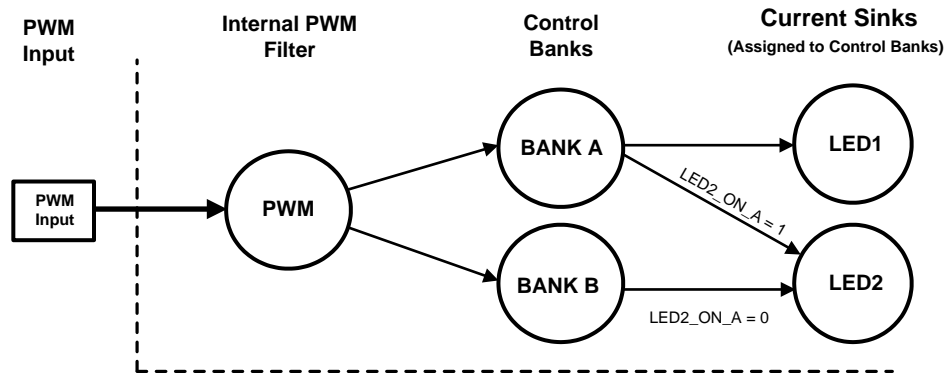 PWM
Input
Internal PWM
Filter
Control
Banks
Current Sinks
(Assigned to Control Banks)
PWM
Input
PWM
BANK A
BANK B
LED1
LED2_ON_A = 1
LED2
LED2_ON_A = 0